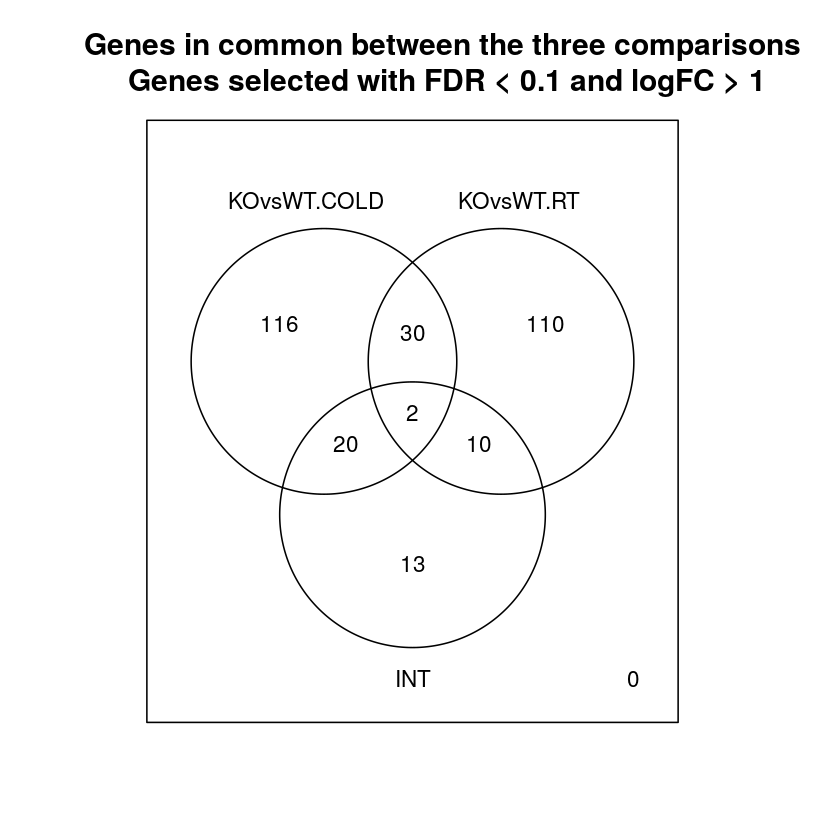 Genes in common between the three comparisons
Genes selected with FDR < 0.1 and logFC > 1
KOvsWT.COLD KOvsWT.RT
116 30 110
2
20 10
13
INT 0